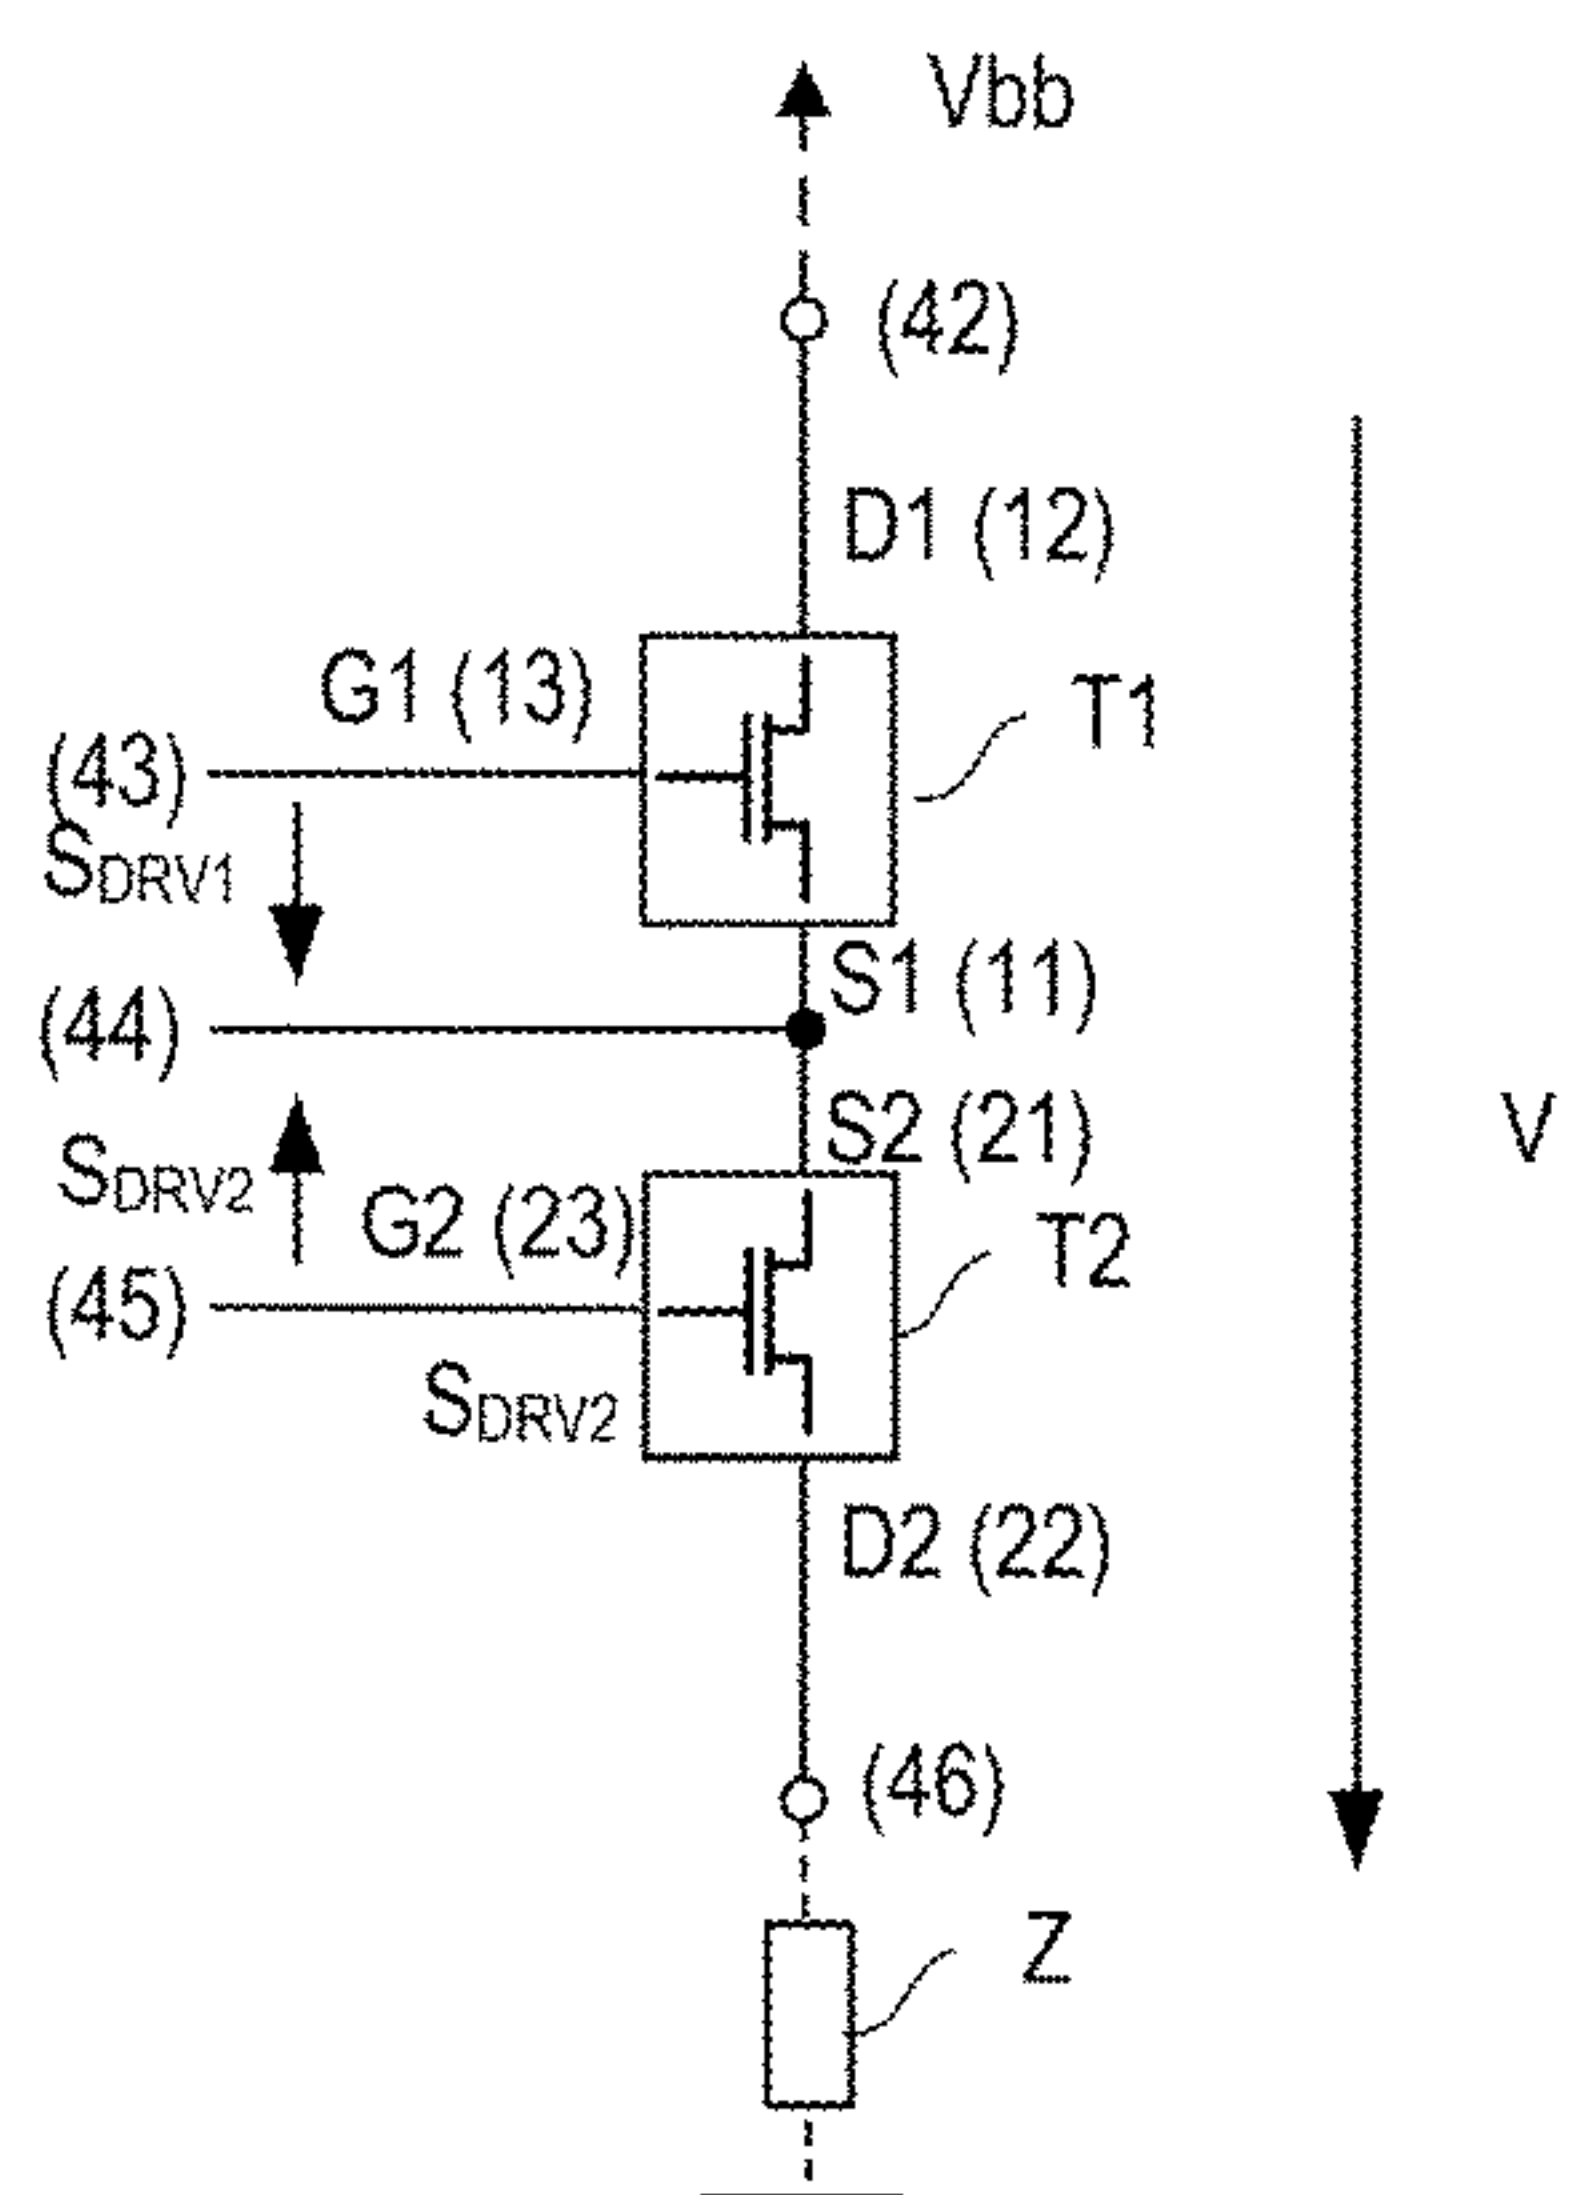 Vbb
(42)
D1 (12)
G1 (13)
T1
(43)
SDRV1
S1 (11)
(44)
S2 (21)
V
SDRV2
G2 (23)
T2
(45)
SDRV2
D2 (22)
(46)
Z